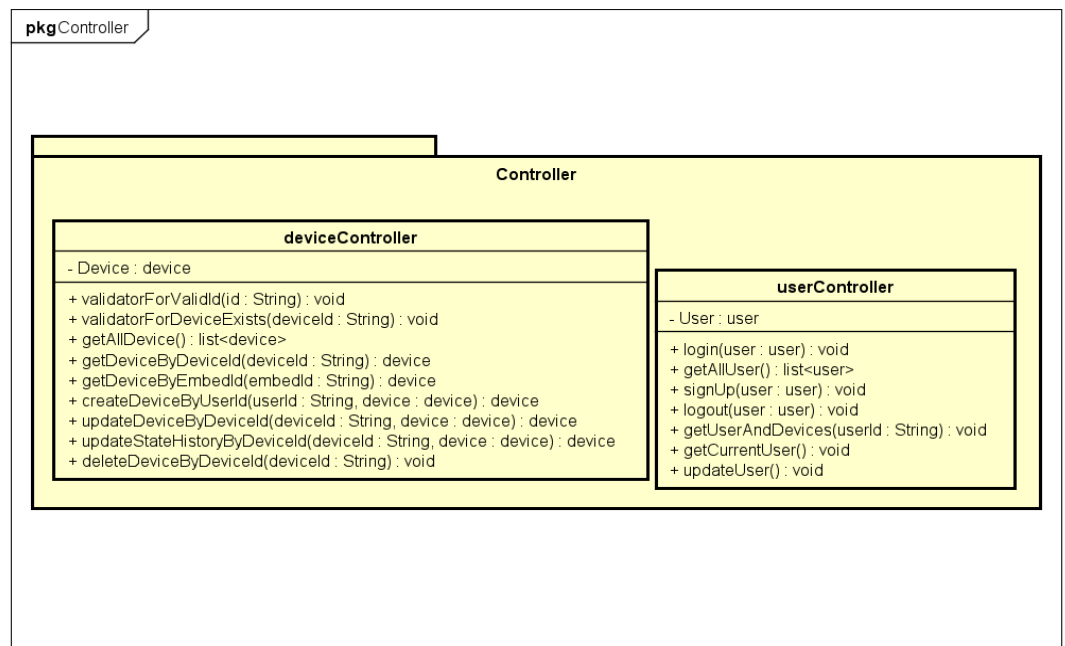 pkg Controller
Controller
deviceController
- Device : device
+ validatorForValidId(id : String) : void
+ validatorForDeviceExists(deviceId : String) : void
+ getAllDevice() : list<device>
+ getDeviceByDeviceId(deviceId : String) : device
+ getDeviceByEmbedId(embedId : String) : device
+ createDeviceByUserId(userId : String, device : device) : device
+ updateDeviceByDeviceId(deviceId : String, device : device) : device
+ updateStateHistoryByDeviceId(deviceId : String, device : device) : device
+ deleteDeviceByDeviceId(deviceId : String) : void
userController
- User : user
+ login(user : user) : void
+ getAllUser() : list<user>
+ signUp(user : user) : void
+ logout(user : user) : void
+ getUserAndDevices(userId : String) : void
+ getCurrentUser() : void
+ updateUser() : void